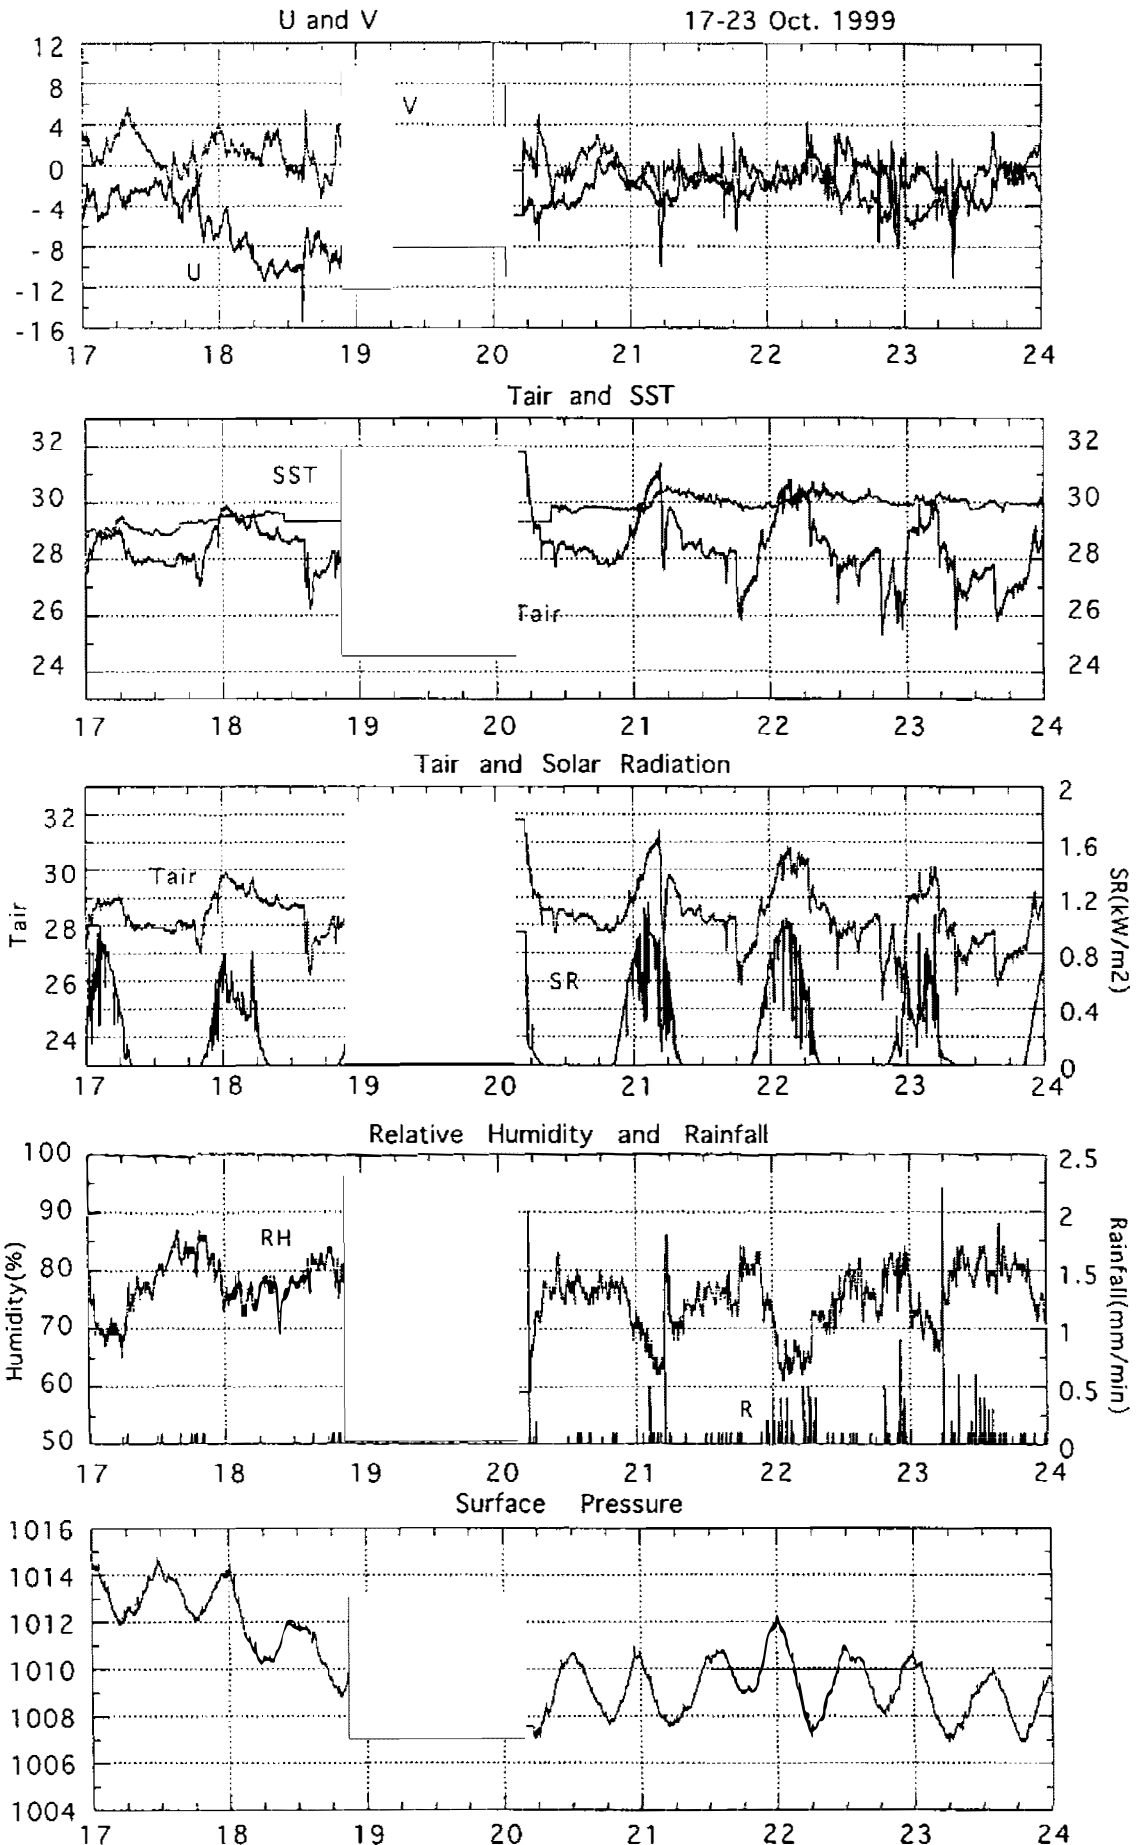 U and V 17-23 Oct. 1999
12
8
4
0
-4
-8
-12
-16
V
U
17 18 19 20 21 22 23 24
Tair and SST
32
30
28
26
24
32
30
28
26
24
SST
Tair
17 18 19 20 21 22 23 24
Tair and Solar Radiation
Tair
32
30
28
26
24
2
1.6
1.2
0.8
0.4
0
SR(kW/m2)
Tair
SR
17 18 19 20 21 22 23 24
Relative Humidity and Rainfall
Humidity(%)
100
90
80
70
60
50
2.5
2
1.5
1
0.5
0
Rainfall(mm/min)
RH
R
17 18 19 20 21 22 23 24
Surface Pressure
1016
1014
1012
1010
1008
1006
1004
17 18 19 20 21 22 23 24